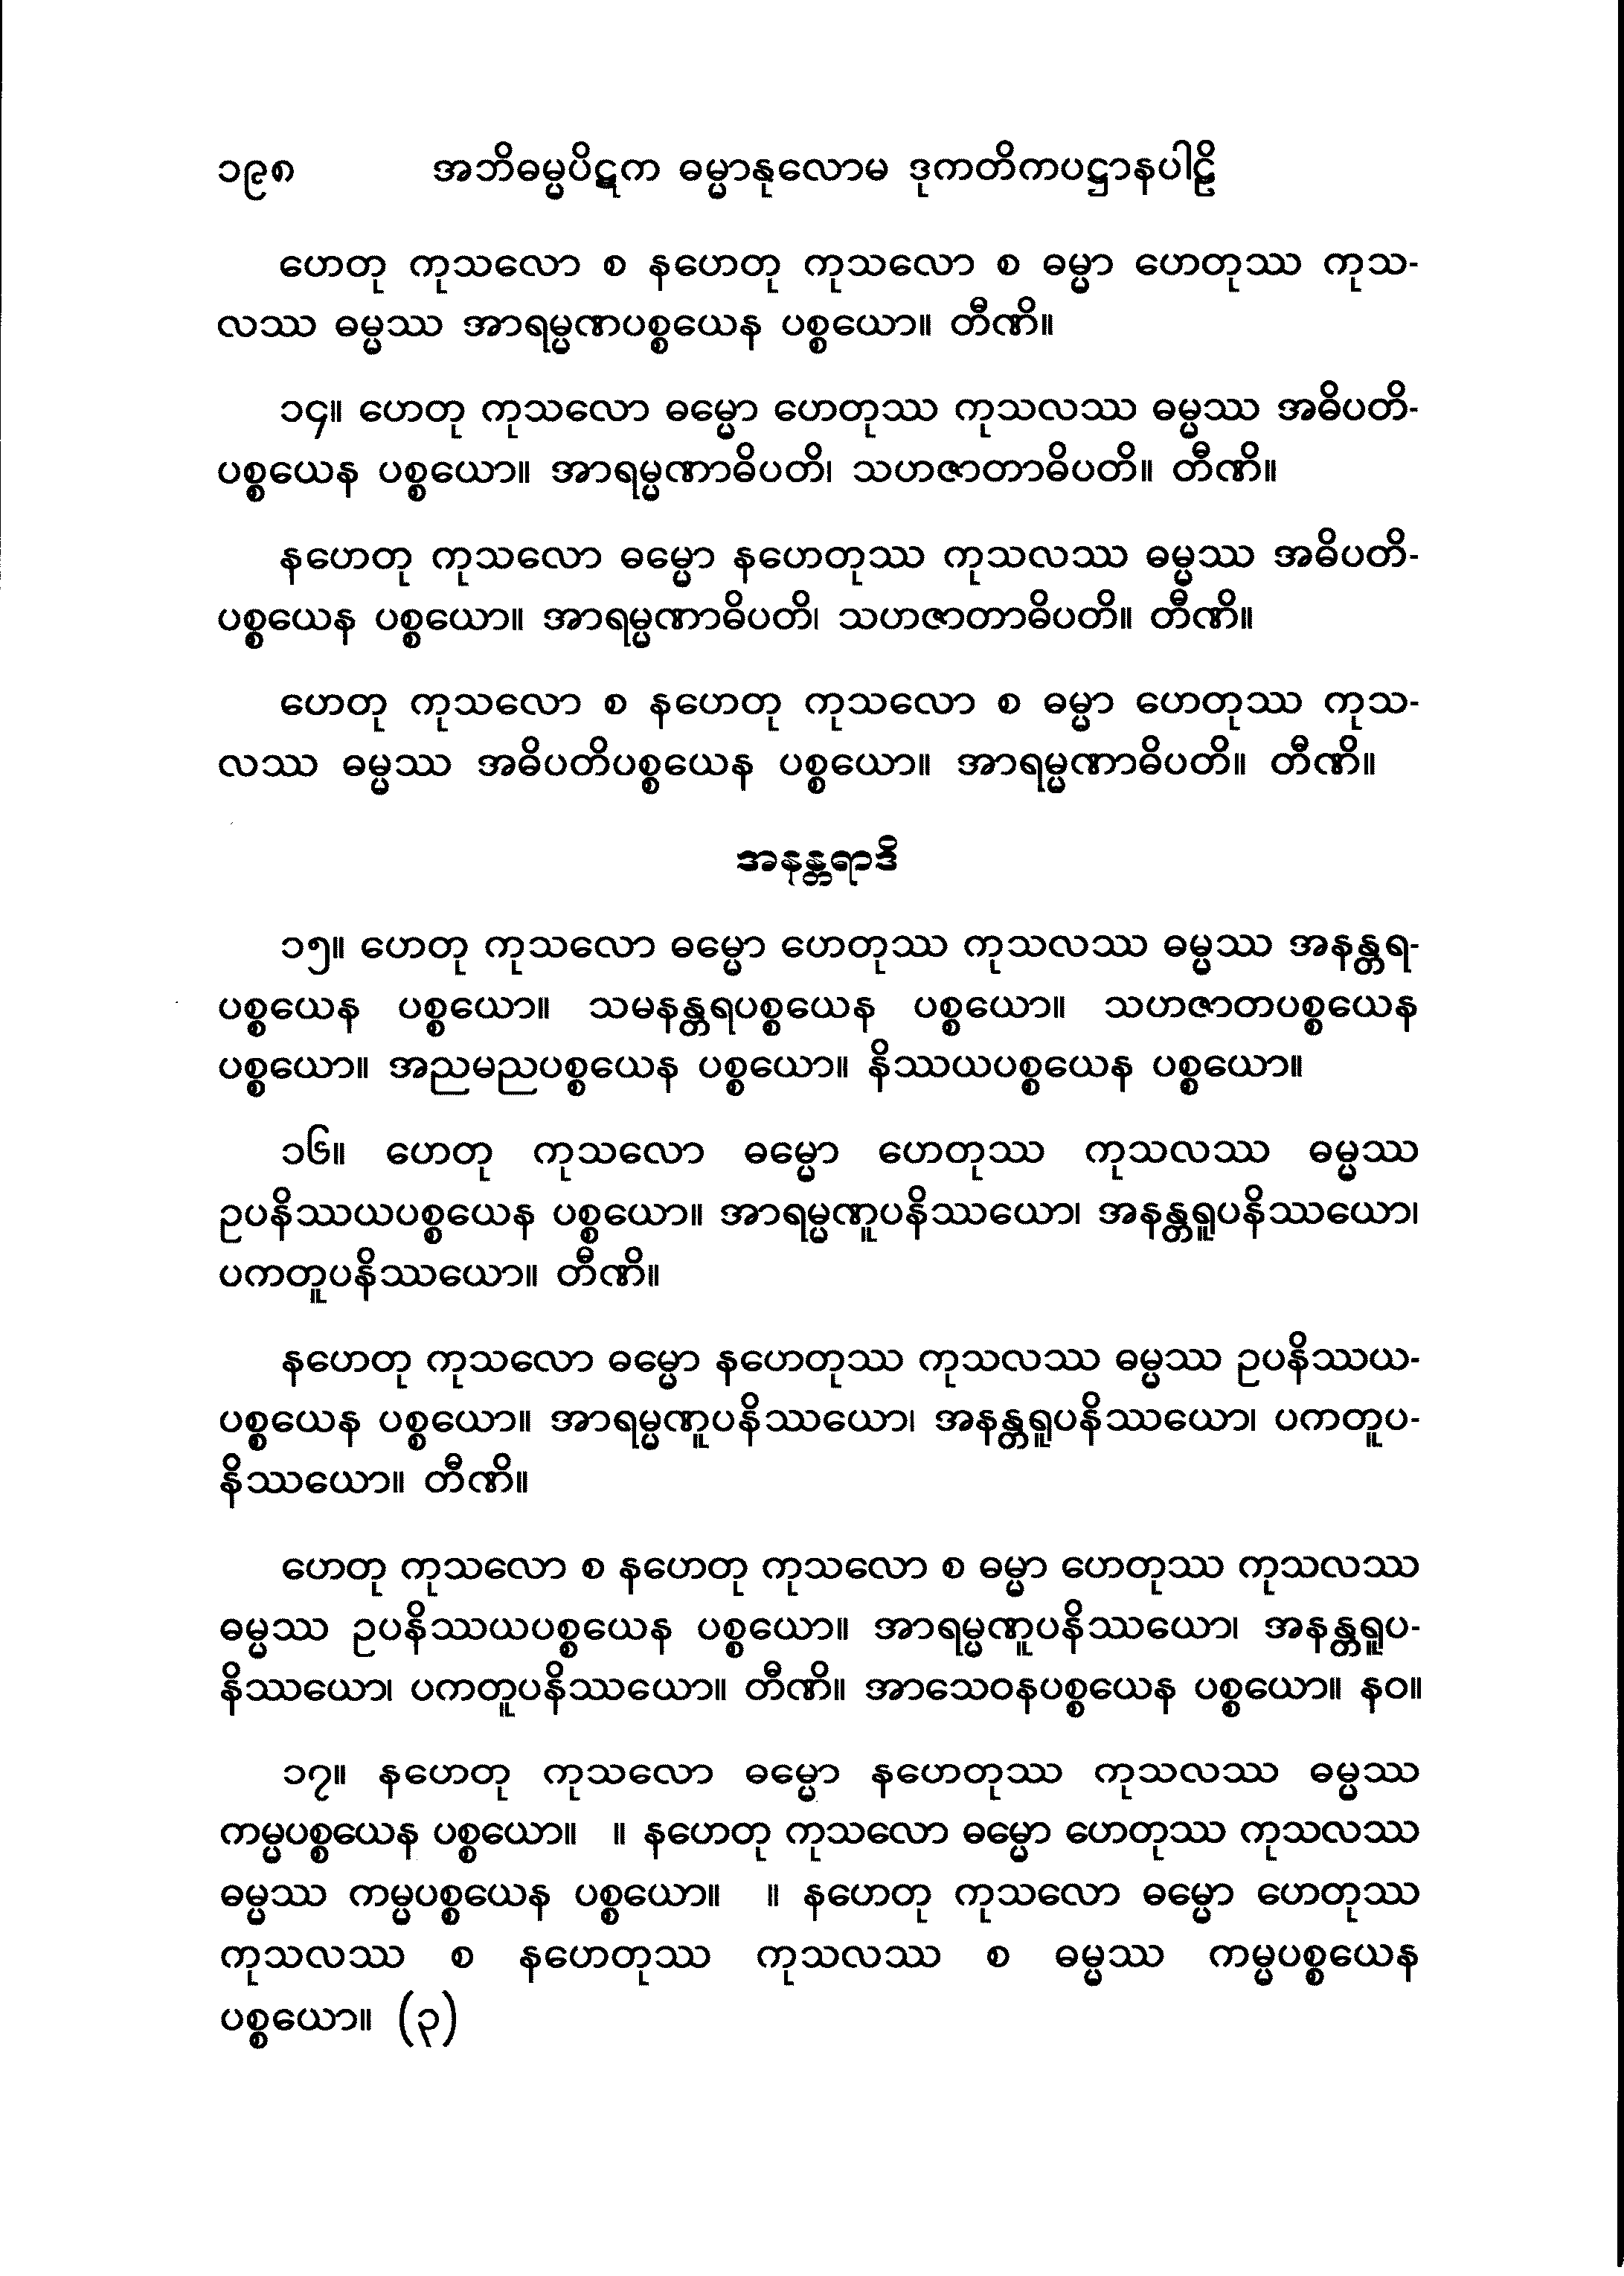 ၁၉၈ အဘိဓမ္မပိဋက ဓမ္မာနုလောမ ဒုကတိကပဋ္ဌာနပါဠိ
ဟေတု ကုသလော စ နဟေတု ကုသလော စ ဓမ္မာ ဟေတုဿ ကုသ-
လဿ ဓမ္မဿ အာရမ္မဏပစ္စယေန ပစ္စယော။ တီဏိ။
၁၄။ ဟေတု ကုသလော ဓမ္မော ဟေတုဿ ကုသလဿ ဓမ္မဿ အဓိပတိ-
ပစ္စယေန ပစ္စယော။ အာရမ္မဏာဓိပတိ၊ သဟဇာတာဓိပတိ။ တီဏိ။
နဟေတု ကုသလော ဓမ္မော နဟေတုဿ ကုသလဿ ဓမ္မဿ အဓိပတိ-
ပစ္စယေန ပစ္စယော။ အာရမ္မဏာဓိပတိ၊ သဟဇာတာဓိပတိ။ တီဏိ။
ဟေတု ကုသလော စ နဟေတု ကုသလော စ ဓမ္မာ ဟေတုဿ ကုသ-
လဿ ဓမ္မဿ အဓိပတိပစ္စယေန ပစ္စယော။ အာရမ္မဏာဓိပတိ။ တီဏိ။
အနန္တရာဒိ
၁၅။ ဟေတု ကုသလော ဓမ္မော ဟေတုဿ ကုသလဿ ဓမ္မဿ အနန္တရ-
ပစ္စယေန ပစ္စယော။ သမနန္တရပစ္စယေန ပစ္စယော။ သဟဇာတပစ္စယေန
ပစ္စယော။ အညမညပစ္စယေန ပစ္စယော။ နိဿယပစ္စယေန ပစ္စယော။
၁၆။ ဟေတု ကုသလော ဓမ္မော ဟေတုဿ ကုသလဿ ဓမ္မဿ
ဥပနိဿယပစ္စယေန ပစ္စယော။ အာရမ္မဏူပနိဿယော၊ အနန္တရူပနိဿယော၊
ပကတူပနိဿယော။ တီဏိ။
နဟေတု ကုသလော ဓမ္မော နဟေတုဿ ကုသလဿ ဓမ္မဿ ဥပနိဿယ-
ပစ္စယေန ပစ္စယော။ အာရမ္မဏူပနိဿယော၊ အနန္တရူပနိဿယော၊ ပကတူပ-
နိဿယော။ တီဏိ။
ဟေတု ကုသလော စ နဟေတု ကုသလော စ ဓမ္မာ ဟေတုဿ ကုသလဿ
ဓမ္မဿ ဥပနိဿယပစ္စယေန ပစ္စယော။ အာရမ္မဏူပနိဿယော၊ အနန္တရူပ-
နိဿယော၊ ပကတူပနိဿယော။ တီဏိ။ အာသေဝနပစ္စယေန ပစ္စယော။ နဝ။
၁၇။ နဟေတု ကုသလော ဓမ္မော နဟေတုဿ ကုသလဿ ဓမ္မဿ
ကမ္မပစ္စယေန ပစ္စယော။ ။ နဟေတု ကုသလော ဓမ္မော ဟေတုဿ ကုသလဿ
ဓမ္မဿ ကမ္မပစ္စယေန ပစ္စယော။ ။ နဟေတု ကုသလော ဓမ္မော ဟေတုဿ
ကုသလဿ စ နဟေတုဿ ကုသလဿ စ ဓမ္မဿ ကမ္မပစ္စယေန
ပစ္စယော။ (၃)